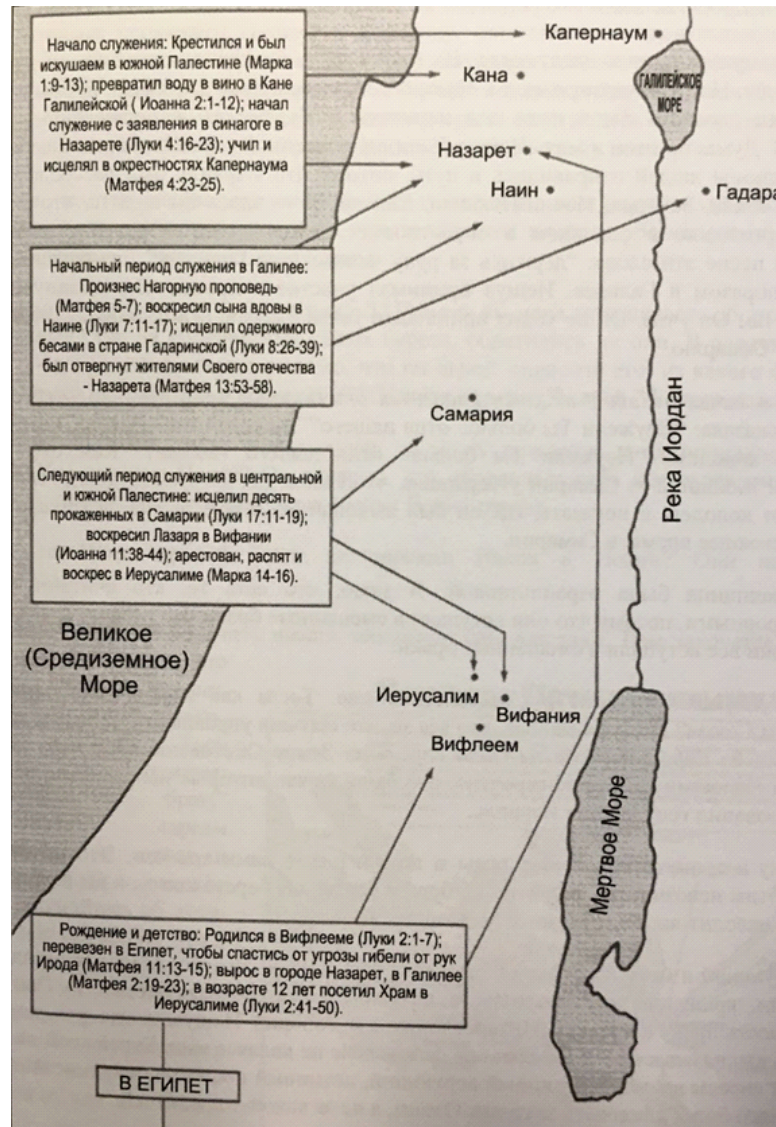 Начало служения: Крестился и был
искушаем в южной Палестине (Марка
1:9-13); превратил воду в вино в Кане
Галилейской ( Иоанна 2:1-12); начал
служение с заявления в синагоге в
Назарете (Луки 4:16-23); учил и
исцелял в окрестностях Капернаума
(Матфея 4:23-25).
Капернаум
Кана
ГАЛИЛЕЙСКОЕ
МОРЕ
Назарет
Наин
Гадара
Начальный период служения в Галилее:
Произнес Нагорную проповедь
(Матфея 5-7); воскресил сына вдовы в
Наине (Луки 7:11-17); исцелил одержимого
бесами в стране Гадаринской (Луки 8:26-39);
был отвергнут жителями Своего отечества
- Назарета (Матфея 13:53-58).
Самария
Река Иордан
Следующий период служения в центральной
и южной Палестине: исцелил десять
прокаженных в Самарии (Луки 17:11-19);
воскресил Лазаря в Вифании
(Иоанна 11:38-44); арестован, распят и
воскрес в Иерусалиме (Марка 14-16).
Великое
(Средиземное)
Море
Иерусалим
Вифания
Вифлеем
Мертвое Море
Рождение и детство: Родился в Вифлееме (Луки 2:1-7);
перевезен в Египет, чтобы спастись от угрозы гибели от рук
Ирода (Матфея 11:13-15); вырос в городе Назарет, в Галилее
(Матфея 2:19-23); в возрасте 12 лет посетил Храм в
Иерусалиме (Луки 2:41-50).
В ЕГИПЕТ